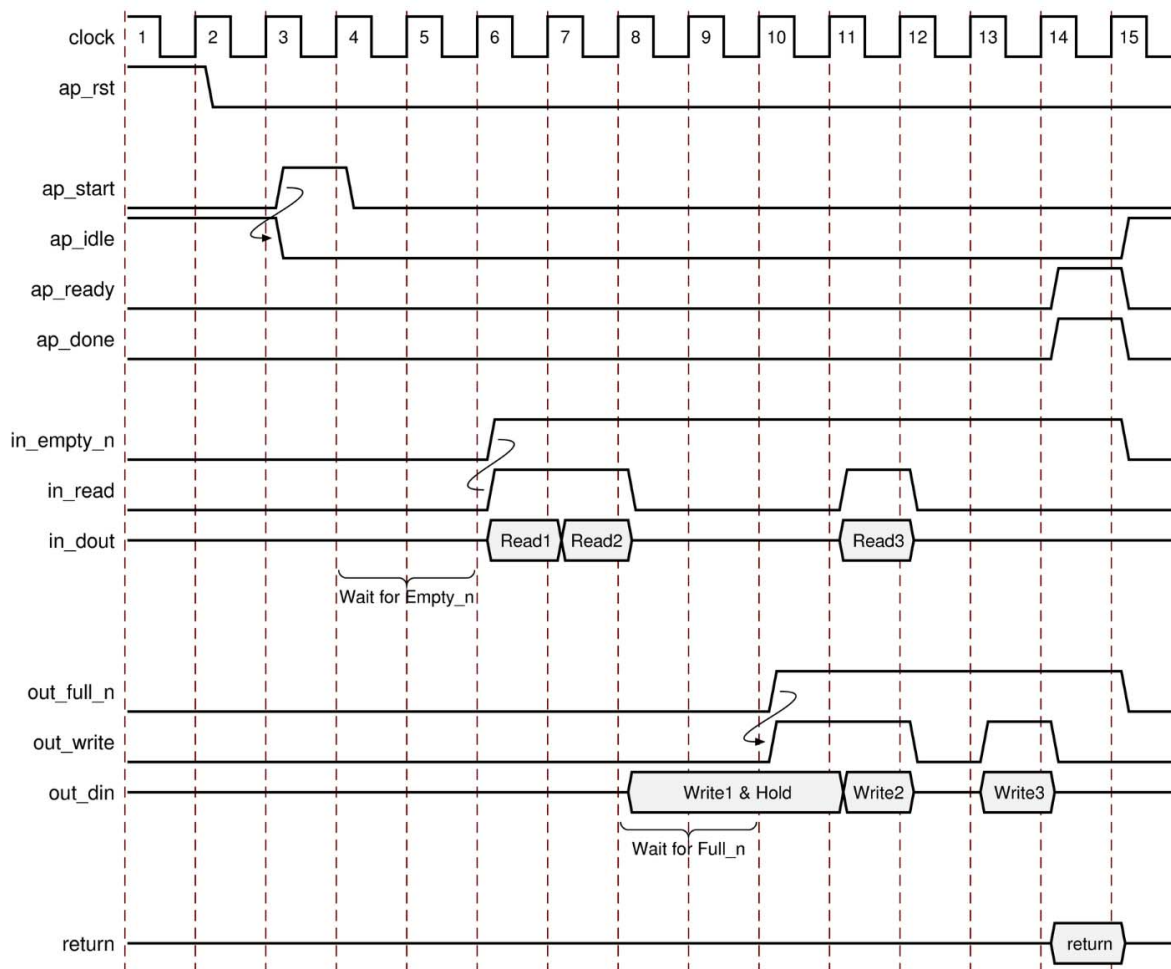 clock 1 2 3 4 5 6 7 8 9 10 11 12 13 14 15
ap_rst
ap_start
ap_idle
ap_ready
ap_done
in_empty_n
in_read
in_dout Read1 Read2 Read3
Wait for Empty_n
out_full_n
out_write
out_din Write1 & Hold Write2 Write3
Wait for Full_n
return return